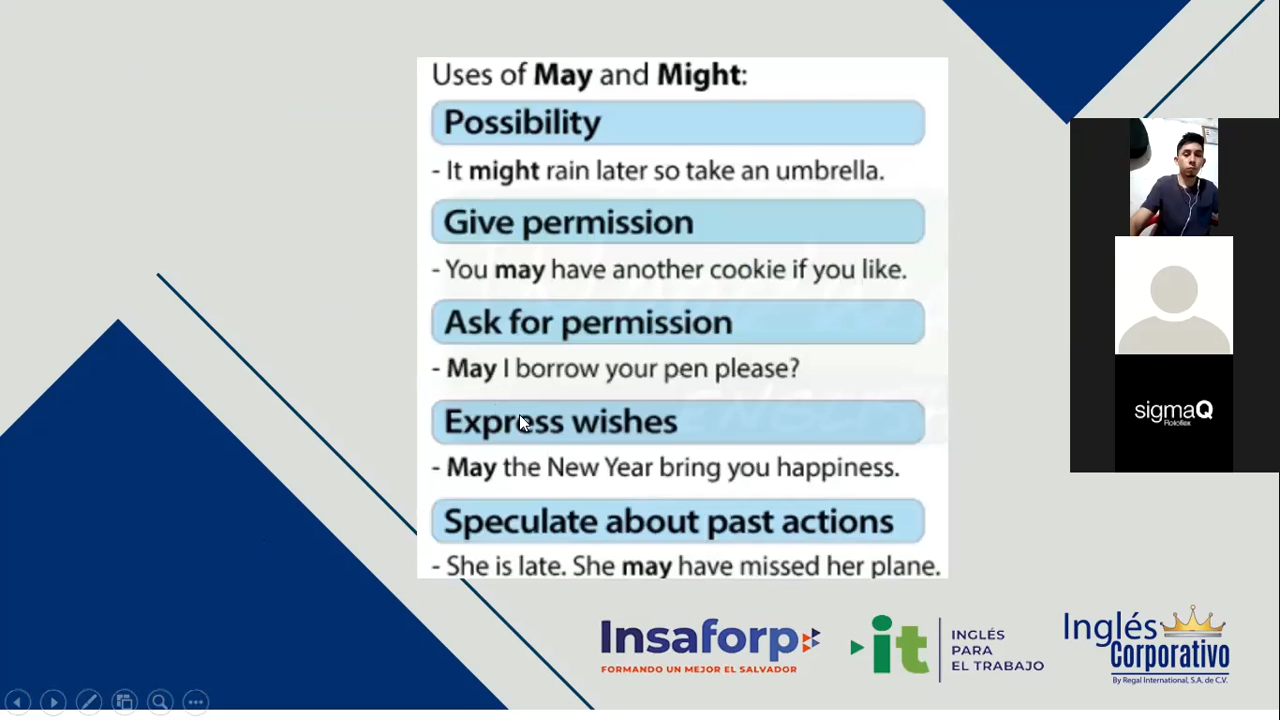 Uses of May and Might:
Possibility
- It might rain later so take an umbrella.
Give permission
- You may have another cookie if you like.
Ask for permission
- May I borrow your pen please?
Express wishes
- May the New Year bring you happiness.
Speculate about past actions
- She is late. She may have missed her plane.
sigmaQ
Roloflex
Insaforp
FORMANDO UN MEJOR EL SALVADOR
it
INGLÉS
PARA
EL TRABAJO
Inglés
Corporativo
By Regal International, S.A. de C.V.